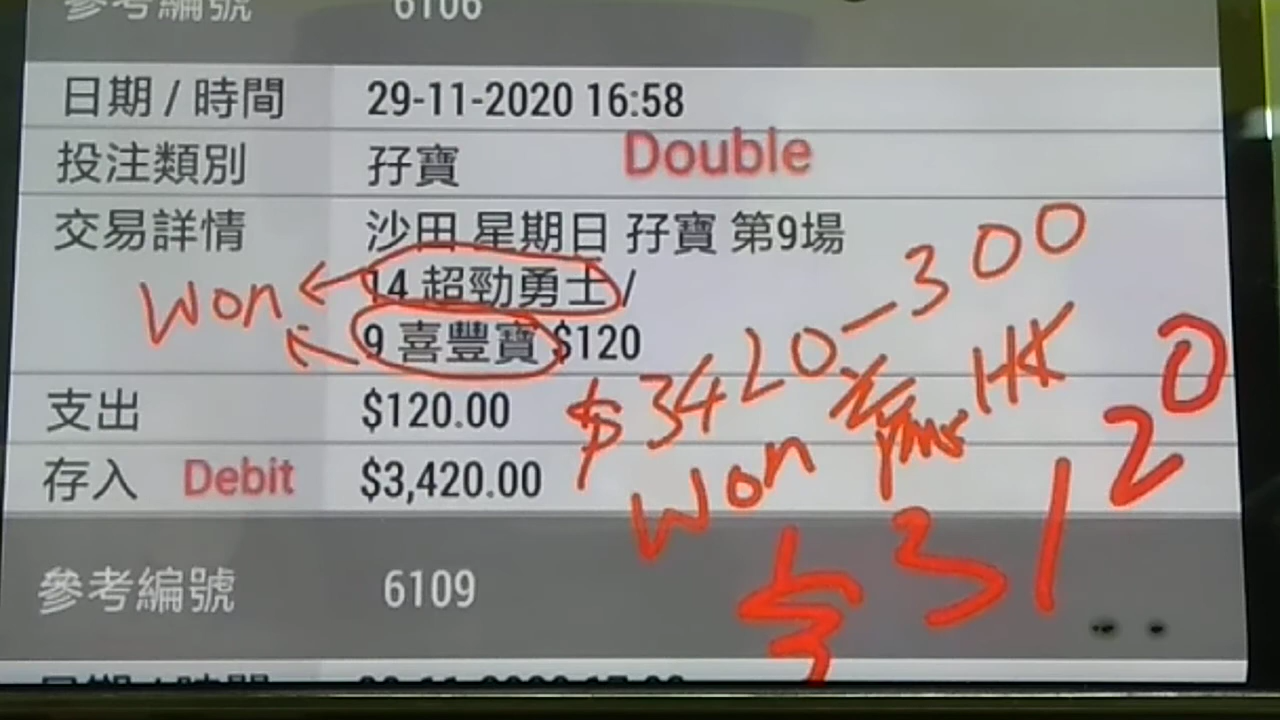 參考編號 6106
日期 / 時間 29-11-2020 16:58
投注類別 孖寶 Double
交易詳情 沙田 星期日 孖寶 第9場
14 超勁勇士 /
Won
9 喜豐寶 $120
$3420-300
HK
支出 $120.00
存入 Debit $3,420.00
Won
$3120
參考編號 6109